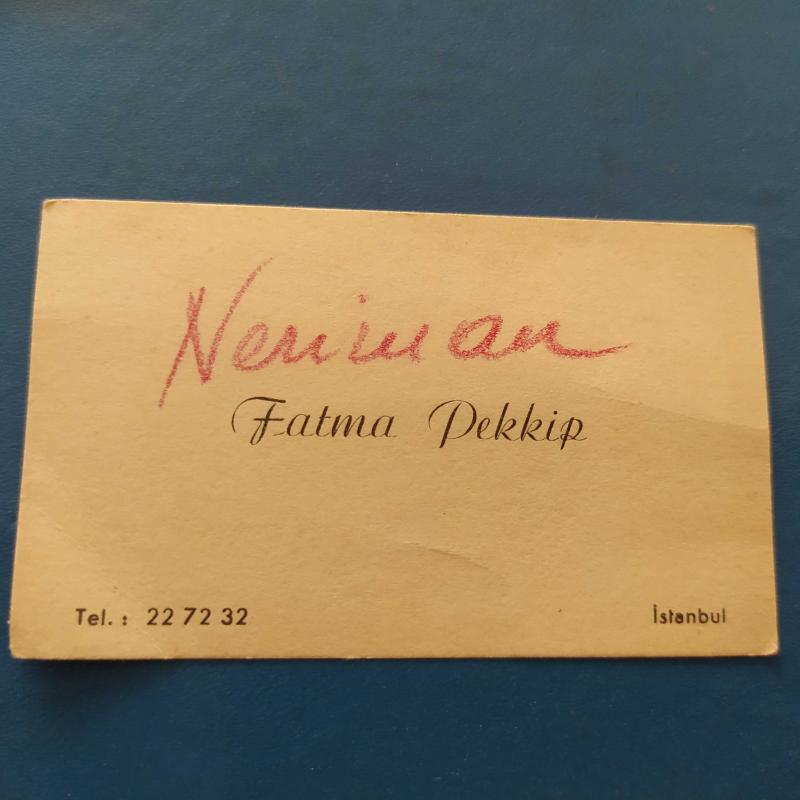 Neriman
Fatma Pekkip
Tel. : 22 72 32
İstanbul